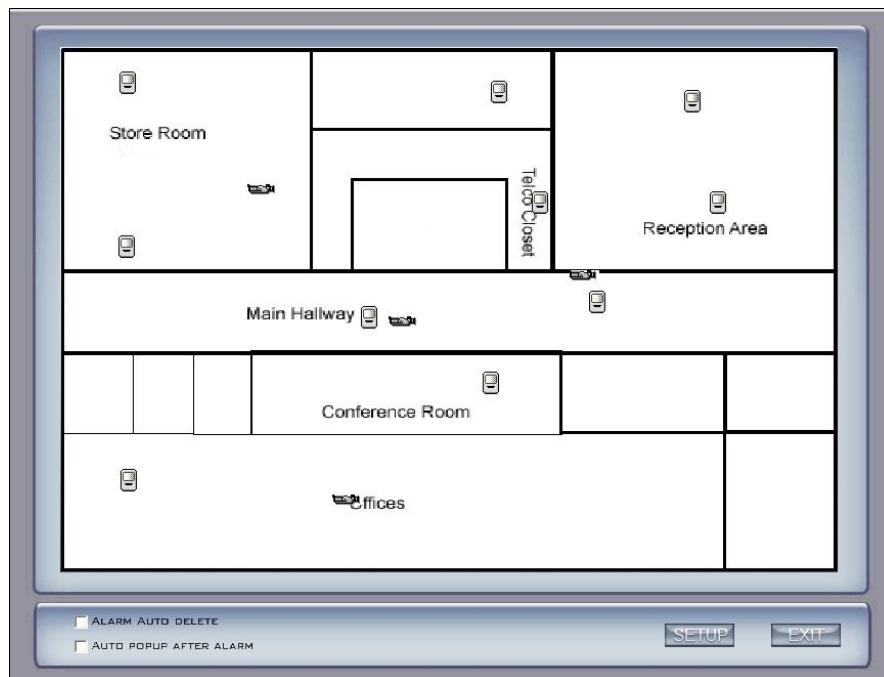 Store Room
Telco Closet
Reception Area
Main Hallway
Conference Room
Offices
ALARM AUTO DELETE
AUTO POPUP AFTER ALARM
SETUP
EXIT